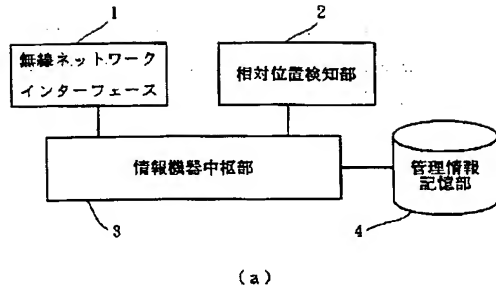 1
2
無線ネットワーク
インターフェース
相対位置検知部
情報機器中枢部
管理情報
記憶部
3
4
(a)